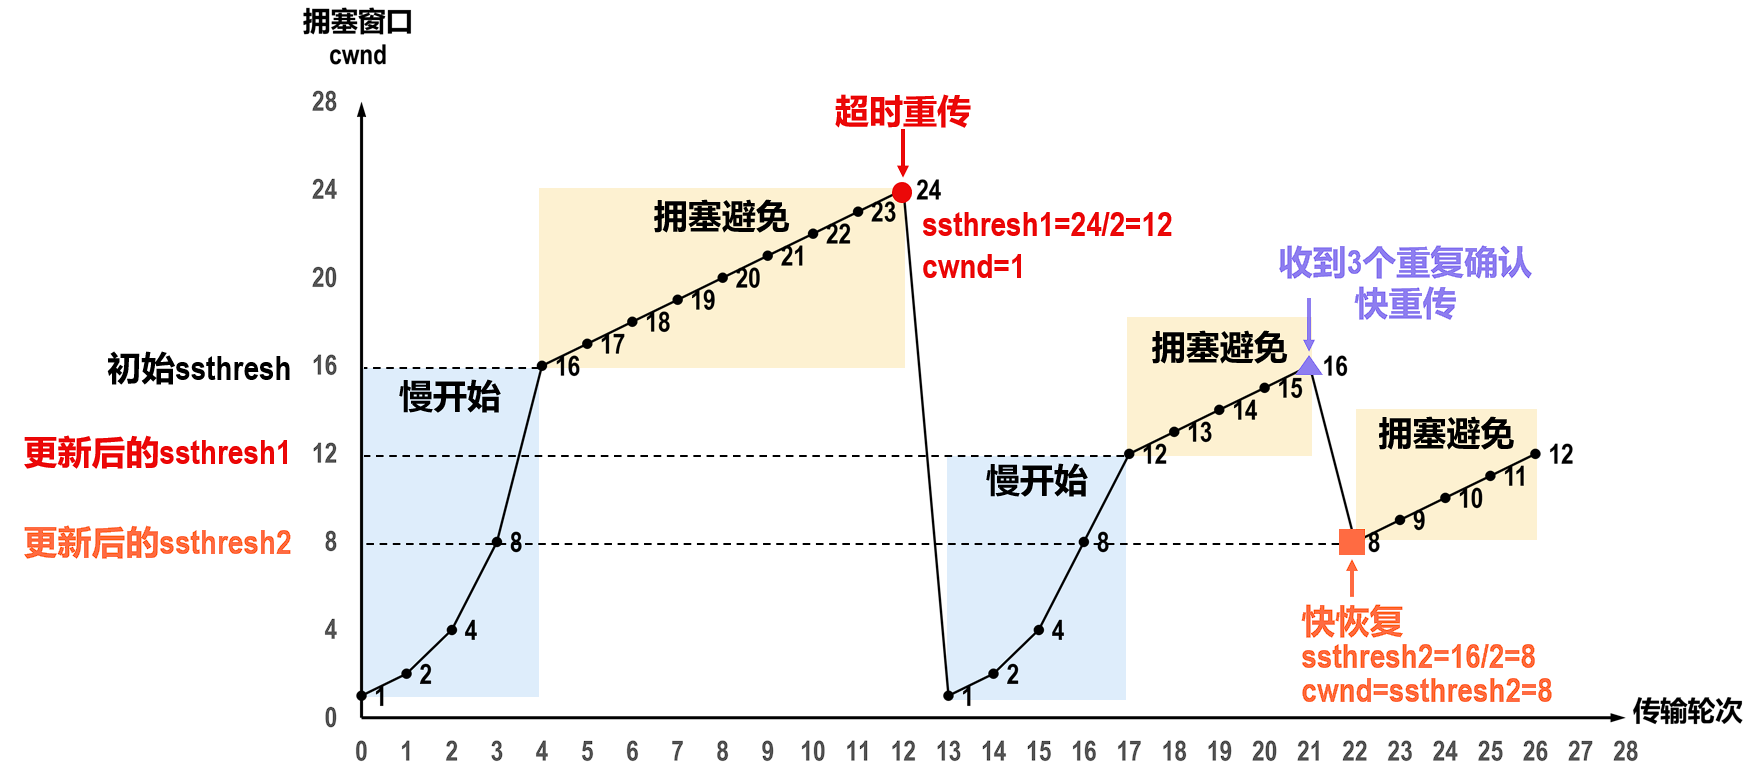 拥塞窗口
cwnd
28
24
20
16
12
8
4
0
初始ssthresh
更新后的ssthresh1
更新后的ssthresh2
慢开始
1
2
4
8
16
拥塞避免
17
18
19
20
21
22
23
24
超时重传
ssthresh1=24/2=12
cwnd=1
慢开始
1
2
4
8
12
拥塞避免
13
14
15
16
收到3个重复确认
快重传
拥塞避免
8
9
10
11
12
快恢复
ssthresh2=16/2=8
cwnd=ssthresh2=8
传输轮次
0 1 2 3 4 5 6 7 8 9 10 11 12 13 14 15 16 17 18 19 20 21 22 23 24 25 26 27 28